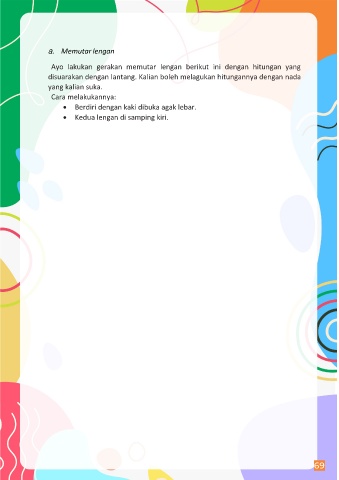 a. Memutar lengan
Ayo lakukan gerakan memutar lengan berikut ini dengan hitungan yang
disuarakan dengan lantang. Kalian boleh melagukan hitungannya dengan nada
yang kalian suka.
Cara melakukannya:
• Berdiri dengan kaki dibuka agak lebar.
• Kedua lengan di samping kiri.
69